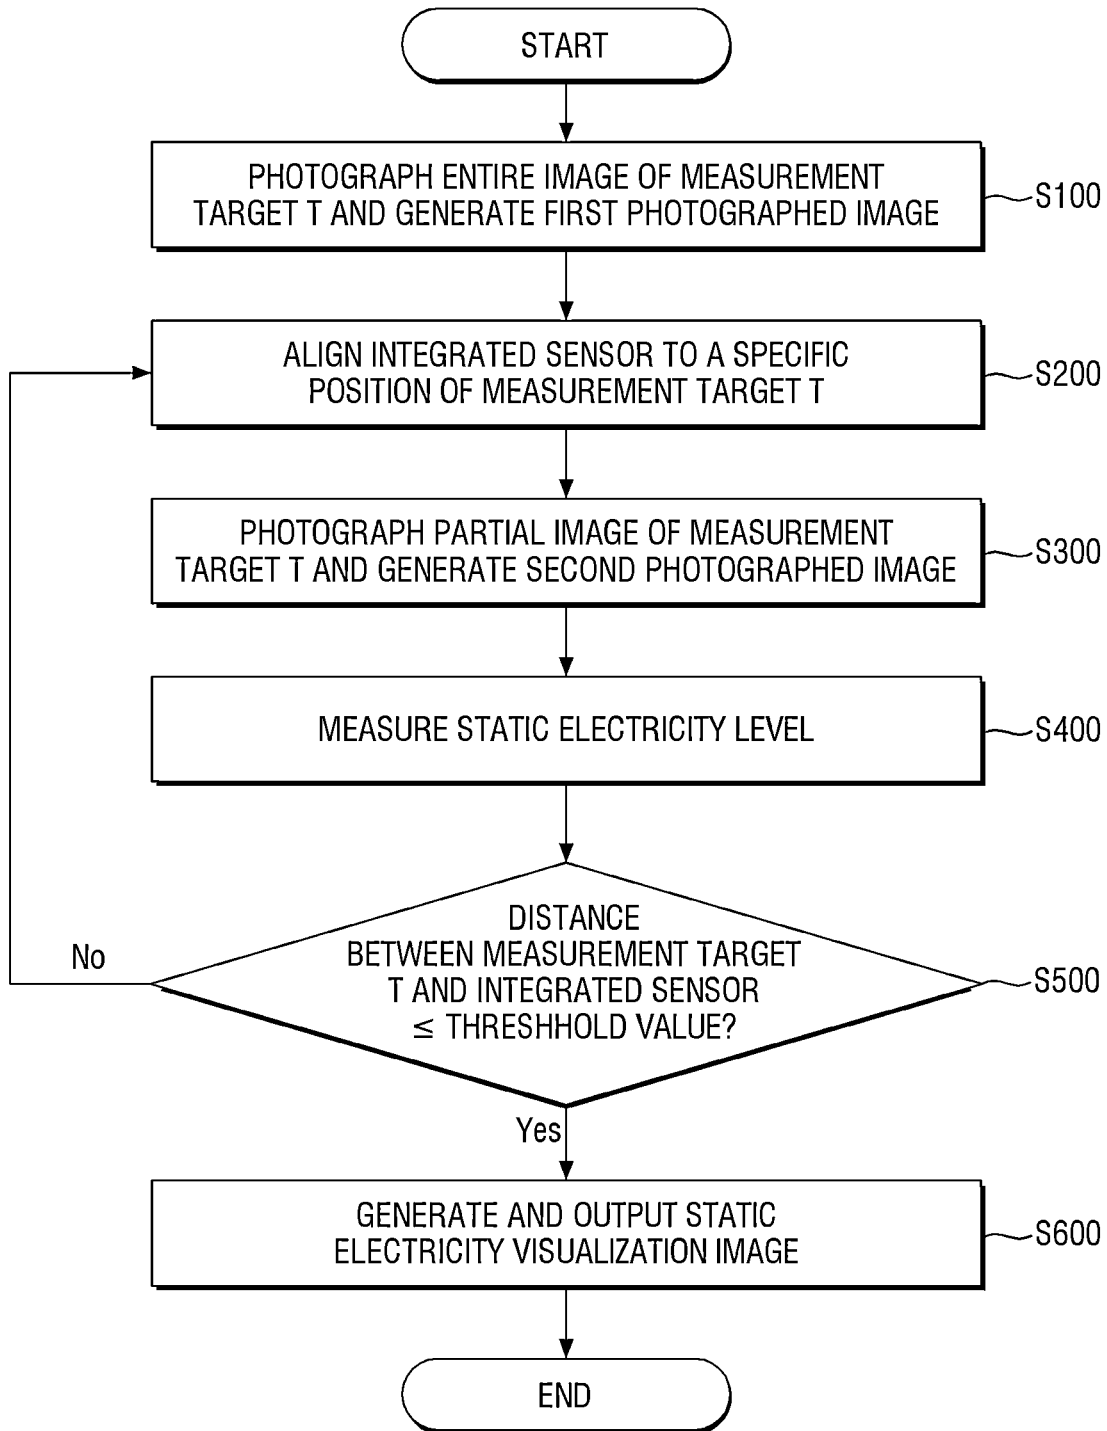 START
PHOTOGRAPH ENTIRE IMAGE OF MEASUREMENT
TARGET T AND GENERATE FIRST PHOTOGRAPHED IMAGE
S100
ALIGN INTEGRATED SENSOR TO A SPECIFIC
POSITION OF MEASUREMENT TARGET T
S200
PHOTOGRAPH PARTIAL IMAGE OF MEASUREMENT
TARGET T AND GENERATE SECOND PHOTOGRAPHED IMAGE
S300
MEASURE STATIC ELECTRICITY LEVEL
S400
DISTANCE
BETWEEN MEASUREMENT TARGET
T AND INTEGRATED SENSOR
≤ THRESHHOLD VALUE?
No
S500
Yes
GENERATE AND OUTPUT STATIC
ELECTRICITY VISUALIZATION IMAGE
S600
END